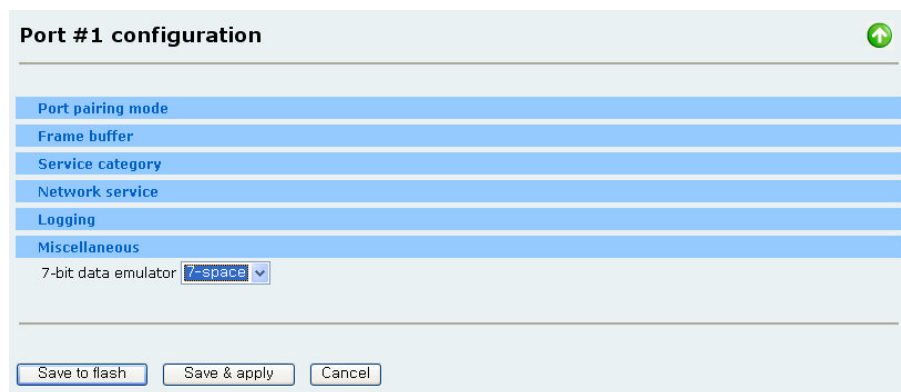 Port #1 configuration
Port pairing mode
Frame buffer
Service category
Network service
Logging
Miscellaneous
7-bit data emulator 7-space
Save to flash Save & apply Cancel